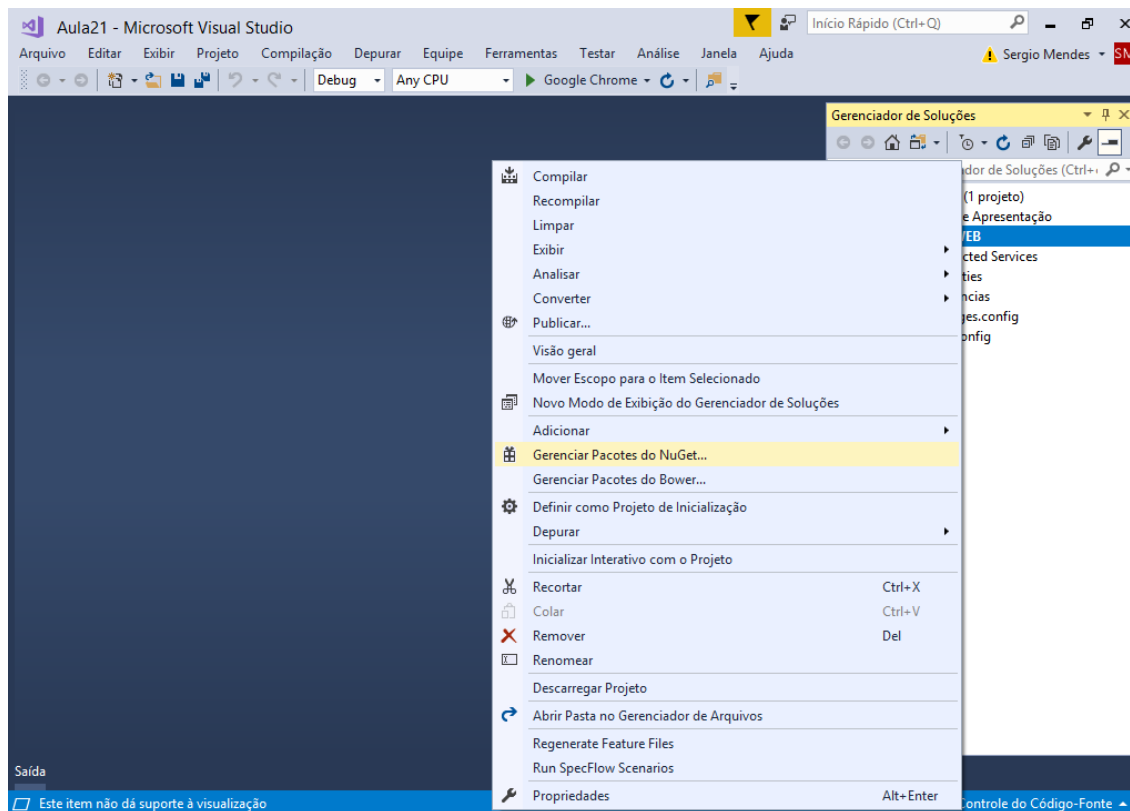 Aula21 - Microsoft Visual Studio
Início Rápido (Ctrl+Q)
Arquivo Editar Exibir Projeto Compilação Depurar Equipe Ferramentas Testar Análise Janela Ajuda
Sergio Mendes SM
Debug Any CPU Google Chrome
Gerenciador de Soluções
dor de Soluções (Ctrl+
(1 projeto)
e Apresentação
EB
cted Services
ties
ncias
ges.config
onfig
Compilar
Recompilar
Limpar
Exibir
Analisar
Converter
Publicar...
Visão geral
Mover Escopo para o Item Selecionado
Novo Modo de Exibição do Gerenciador de Soluções
Adicionar
Gerenciar Pacotes do NuGet...
Gerenciar Pacotes do Bower...
Definir como Projeto de Inicialização
Depurar
Inicializar Interativo com o Projeto
Recortar Ctrl+X
Colar Ctrl+V
Remover Del
Renomear
Descarregar Projeto
Abrir Pasta no Gerenciador de Arquivos
Regenerate Feature Files
Run SpecFlow Scenarios
Propriedades Alt+Enter
Saída
Este item não dá suporte à visualização
ontrole do Código-Fonte